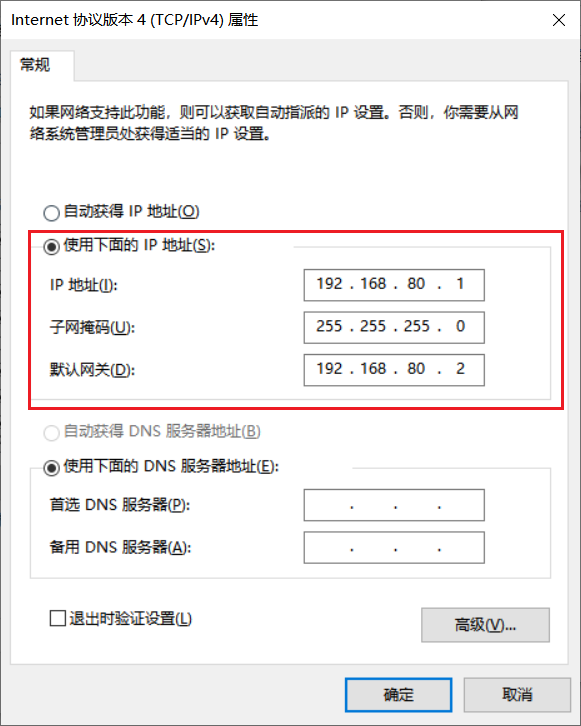 Internet 协议版本 4 (TCP/IPv4) 属性
常规
如果网络支持此功能，则可以获取自动指派的 IP 设置。否则，你需要从网
络系统管理员处获得适当的 IP 设置。
自动获得 IP 地址(O)
使用下面的 IP 地址(S):
IP 地址(I): 192 . 168 . 80 . 1
子网掩码(U): 255 . 255 . 255 . 0
默认网关(D): 192 . 168 . 80 . 2
自动获得 DNS 服务器地址(B)
使用下面的 DNS 服务器地址(E):
首选 DNS 服务器(P): . . .
备用 DNS 服务器(A): . . .
退出时验证设置(L)
高级(V)...
确定 取消